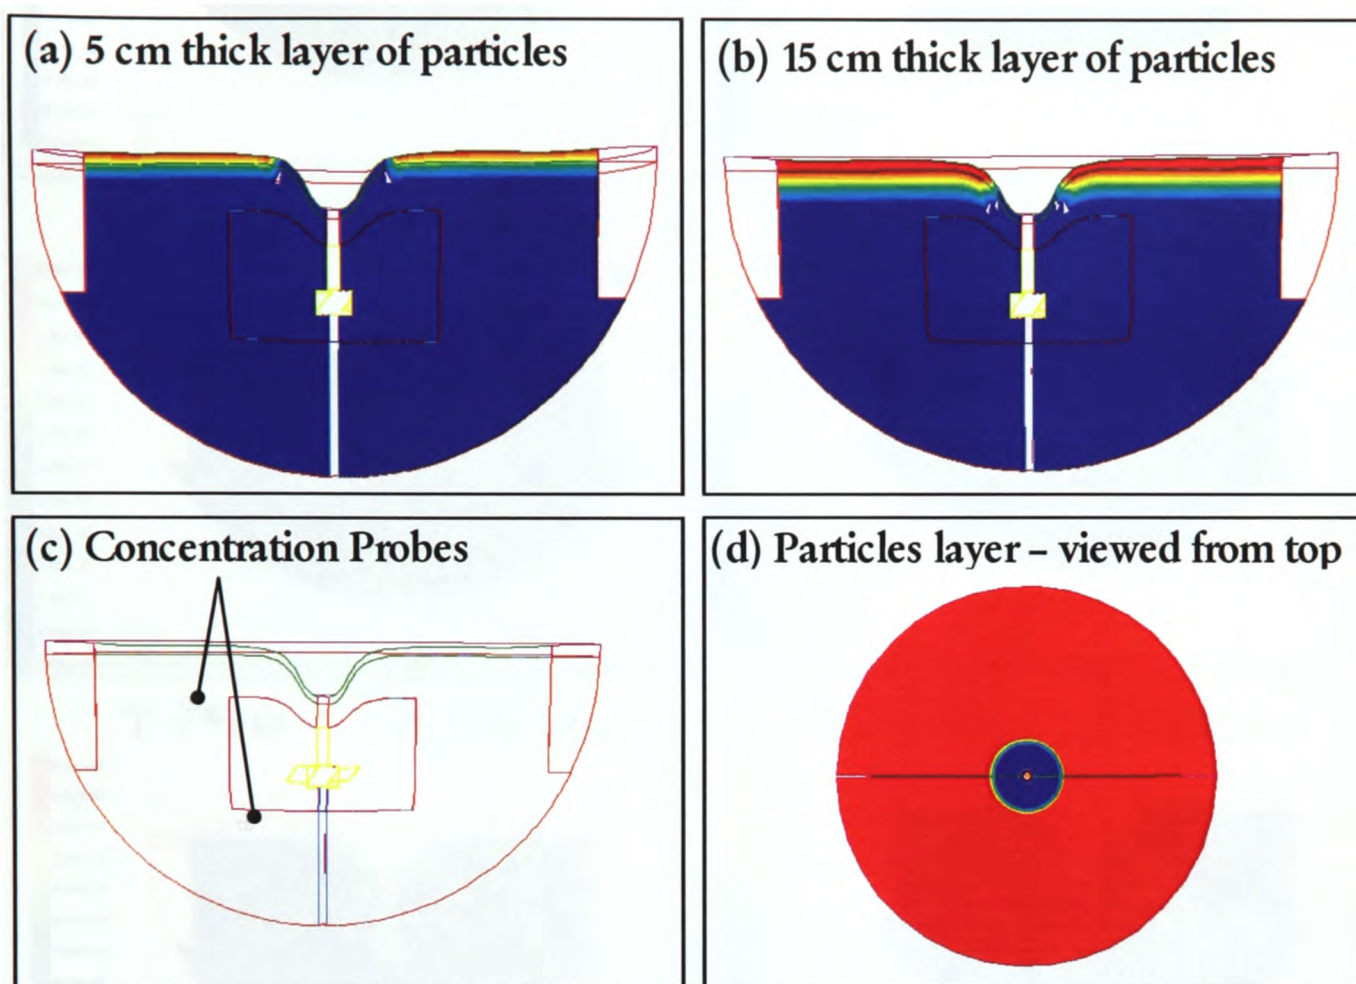 (a) 5 cm thick layer of particles
(b) 15 cm thick layer of particles
(c) Concentration Probes
(d) Particles layer – viewed from top